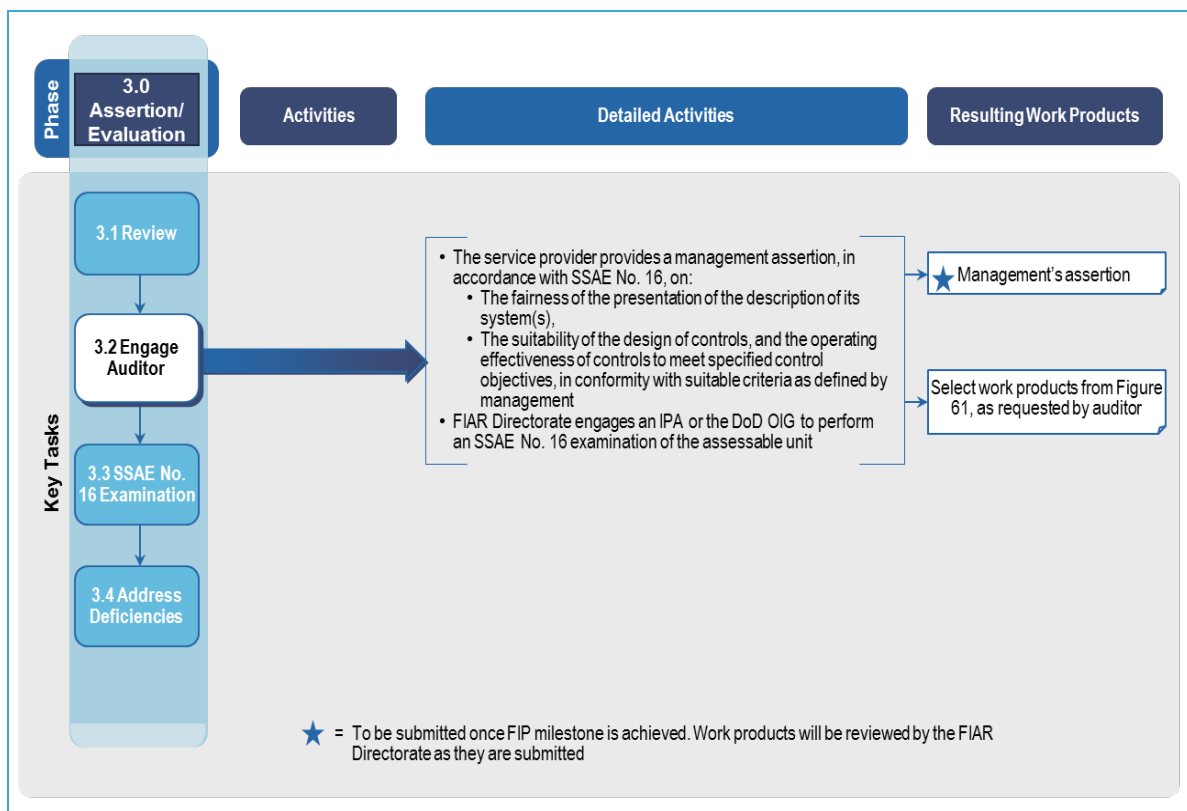 Phase
3.0
Assertion/
Evaluation
Activities
Detailed Activities
Resulting Work Products
Key Tasks
3.1 Review
3.2 Engage
Auditor
3.3 SSAE No.
16 Examination
3.4 Address
Deficiencies
• The service provider provides a management assertion, in
accordance with SSAE No. 16, on:
• The fairness of the presentation of the description of its
system(s),
• The suitability of the design of controls, and the operating
effectiveness of controls to meet specified control
objectives, in conformity with suitable criteria as defined by
management
• FIAR Directorate engages an IPA or the DoD OIG to perform
an SSAE No. 16 examination of the assessable unit
Management's assertion
Select work products from Figure
61, as requested by auditor
= To be submitted once FIP milestone is achieved. Work products will be reviewed by the FIAR
Directorate as they are submitted